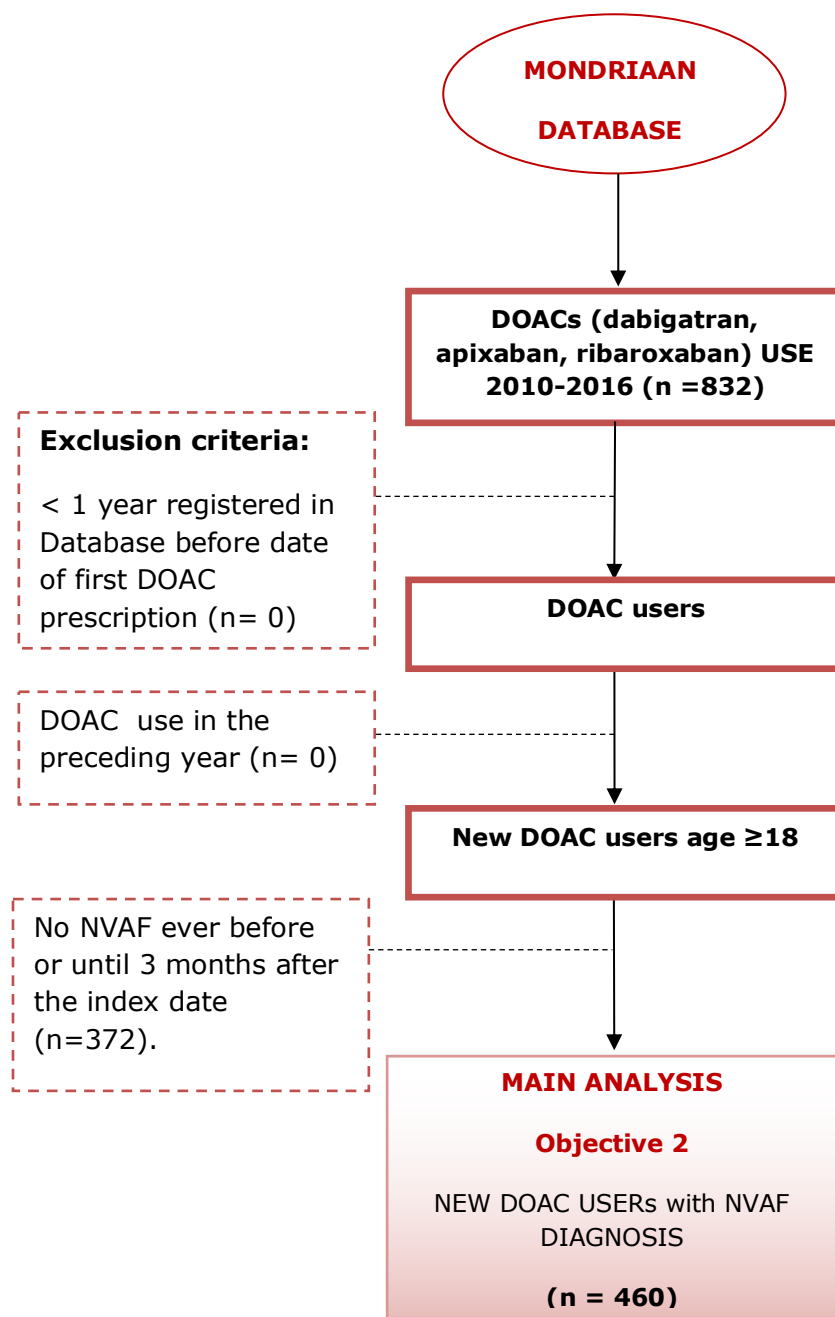 MONDRIAAN
DATABASE
DOACs (dabigatran,
apixaban, ribaroxaban) USE
2010-2016 (n =832)
Exclusion criteria:
< 1 year registered in
Database before date
of first DOAC
prescription (n= 0)
DOAC users
DOAC use in the
preceding year (n= 0)
New DOAC users age ≥18
No NVAF ever before
or until 3 months after
the index date
(n=372).
MAIN ANALYSIS
Objective 2
NEW DOAC USERs with NVAF
DIAGNOSIS
(n = 460)